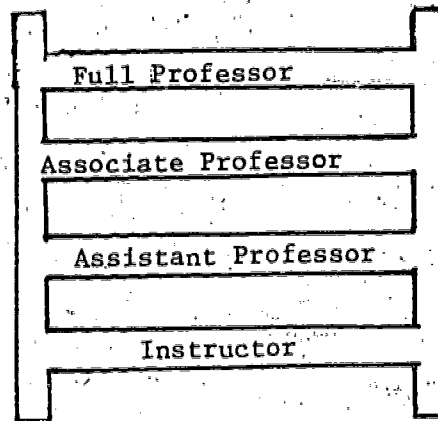 Full Professor
Associate Professor
Assistant Professor
Instructor